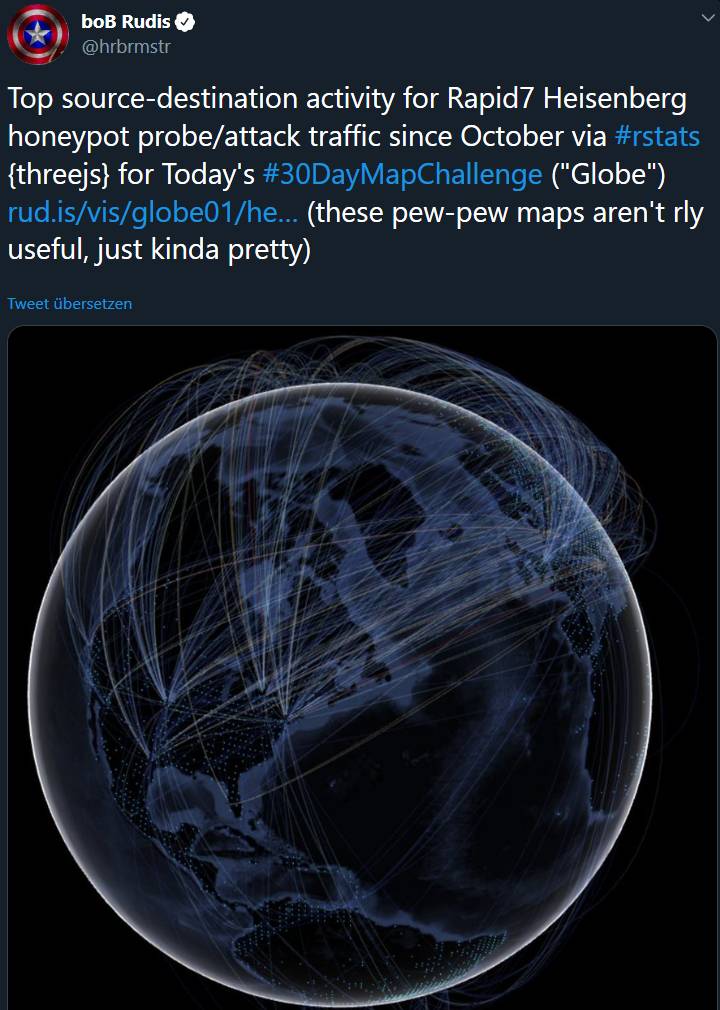 boB Rudis
@hrbrmstr
Top source-destination activity for Rapid7 Heisenberg
honeypot probe/attack traffic since October via #rstats
{threejs} for Today's #30DayMapChallenge ("Globe")
rud.is/vis/globe01/he... (these pew-pew maps aren't rly
useful, just kinda pretty)
Tweet übersetzen